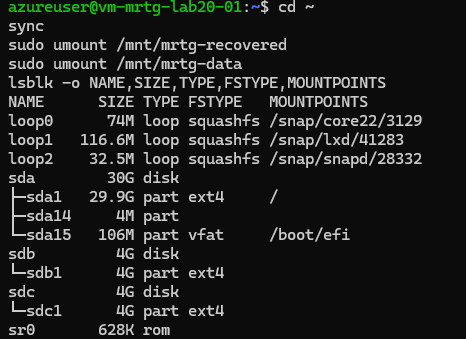 azureuser@vm-mrtg-lab20-01:~$ cd ~
sync
sudo umount /mnt/mrtg-recovered
sudo umount /mnt/mrtg-data
lsblk -o NAME,SIZE,TYPE,FSTYPE,MOUNTPOINTS
NAME      SIZE TYPE FSTYPE   MOUNTPOINTS
loop0      74M loop squashfs /snap/core22/3129
loop1   116.6M loop squashfs /snap/lxd/41283
loop2    32.5M loop squashfs /snap/snapd/28332
sda        30G disk
├─sda1   29.9G part ext4     /
├─sda14     4M part
└─sda15   106M part vfat     /boot/efi
sdb         4G disk
└─sdb1      4G part ext4
sdc         4G disk
└─sdc1      4G part ext4
sr0       628K rom